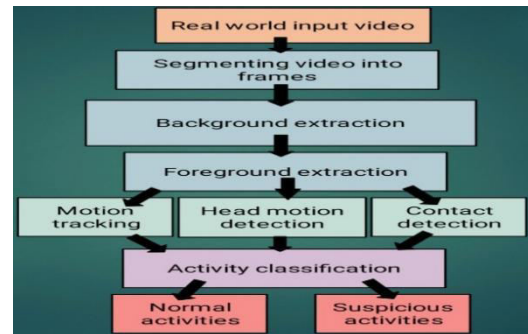 Real world input video
Segmenting video into
frames
Background extraction
Foreground extraction
Motion
tracking
Head motion
detection
Contact
detection
Activity classification
Normal
activities
Suspicious
activities